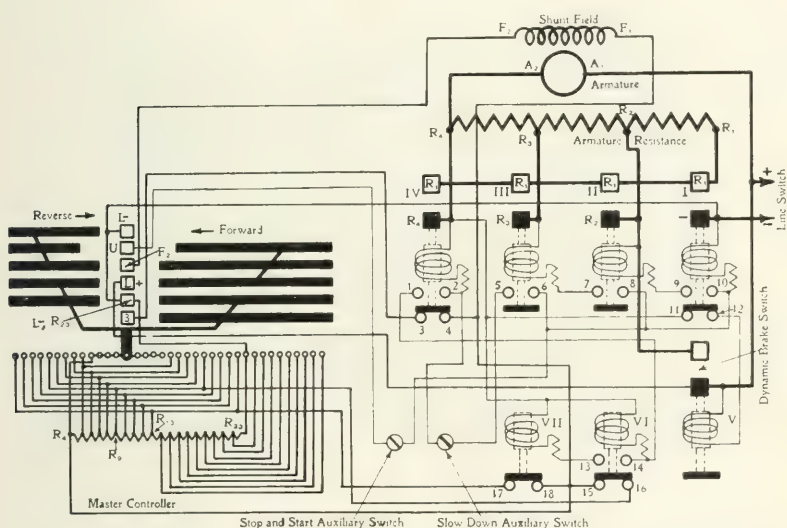 Shunt Field
F₂ F₁
A₂ A₁
Armature
R₂
R₄ R₃ Armature Resistance R₁
IV R₁ III R₁ II R₁ I R₁
+
−
Line Switch
R₄ R₃ R₂ −
Reverse
L-
U
Forward
F₂
L +
3
1 2 5 6 7 8 9 10
3 4 11 12
Dynamic Brake Switch
V
VII VI
13 14
17 18 15 16
R₄ R₉
Master Controller
Stop and Start Auxiliary Switch
Slow Down Auxiliary Switch